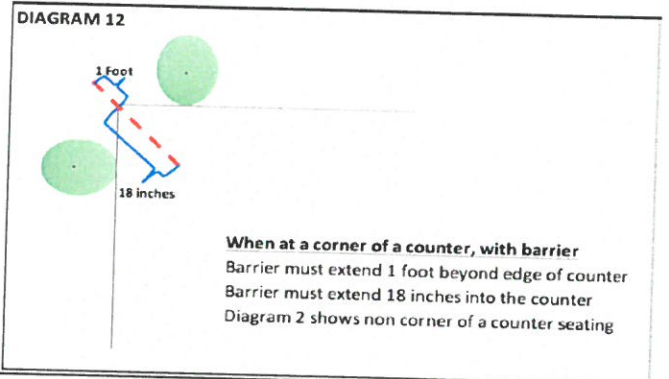 DIAGRAM 12
1 Foot
18 inches
When at a corner of a counter, with barrier
Barrier must extend 1 foot beyond edge of counter
Barrier must extend 18 inches into the counter
Diagram 2 shows non corner of a counter seating